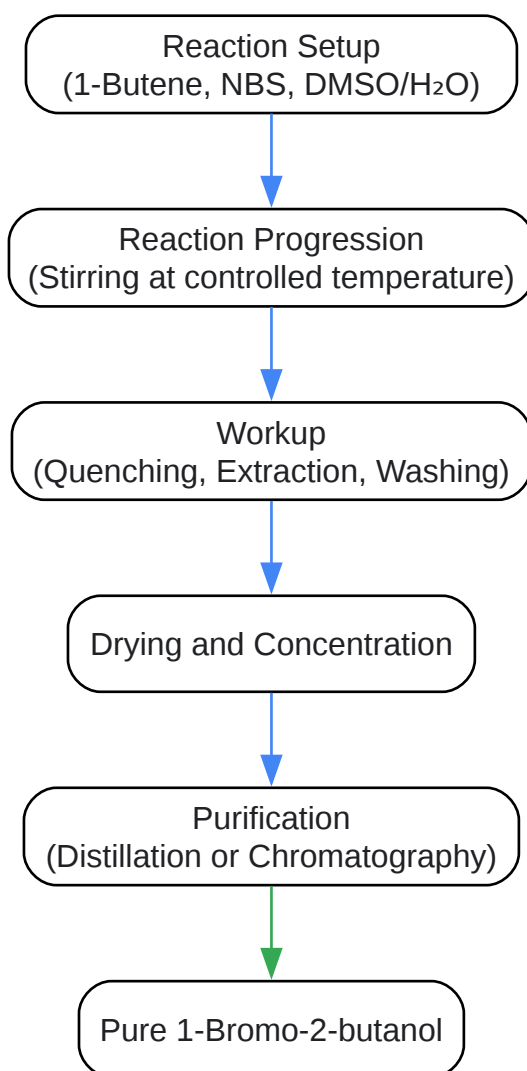 Reaction Setup
(1-Butene, NBS, DMSO/H₂O)
Reaction Progression
(Stirring at controlled temperature)
Workup
(Quenching, Extraction, Washing)
Drying and Concentration
Purification
(Distillation or Chromatography)
Pure 1-Bromo-2-butanol